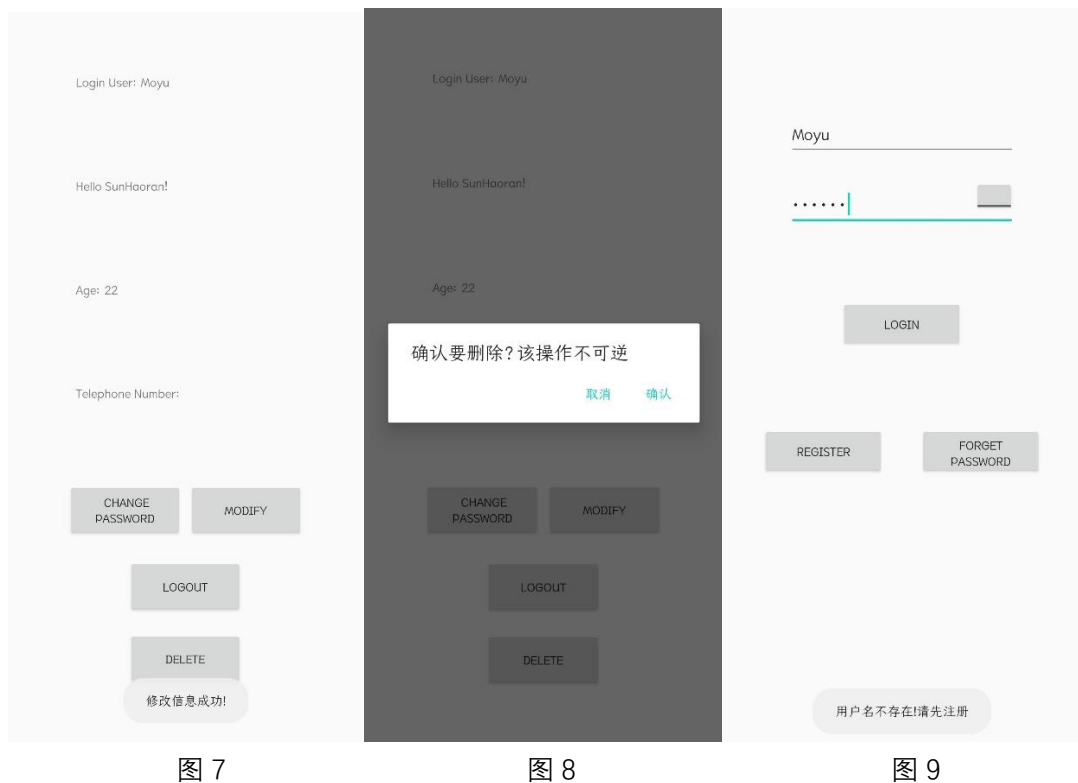 Login User: Moyu
Hello SunHaoran!
Age: 22
Telephone Number:
CHANGE
PASSWORD
MODIFY
LOGOUT
DELETE
修改信息成功!
图 7
Login User: Moyu
Hello SunHaoran!
Age: 22
确认要删除?该操作不可逆
取消
确认
CHANGE
PASSWORD
MODIFY
LOGOUT
DELETE
图 8
Moyu
••••••
LOGIN
REGISTER
FORGET
PASSWORD
用户名不存在!请先注册
图 9